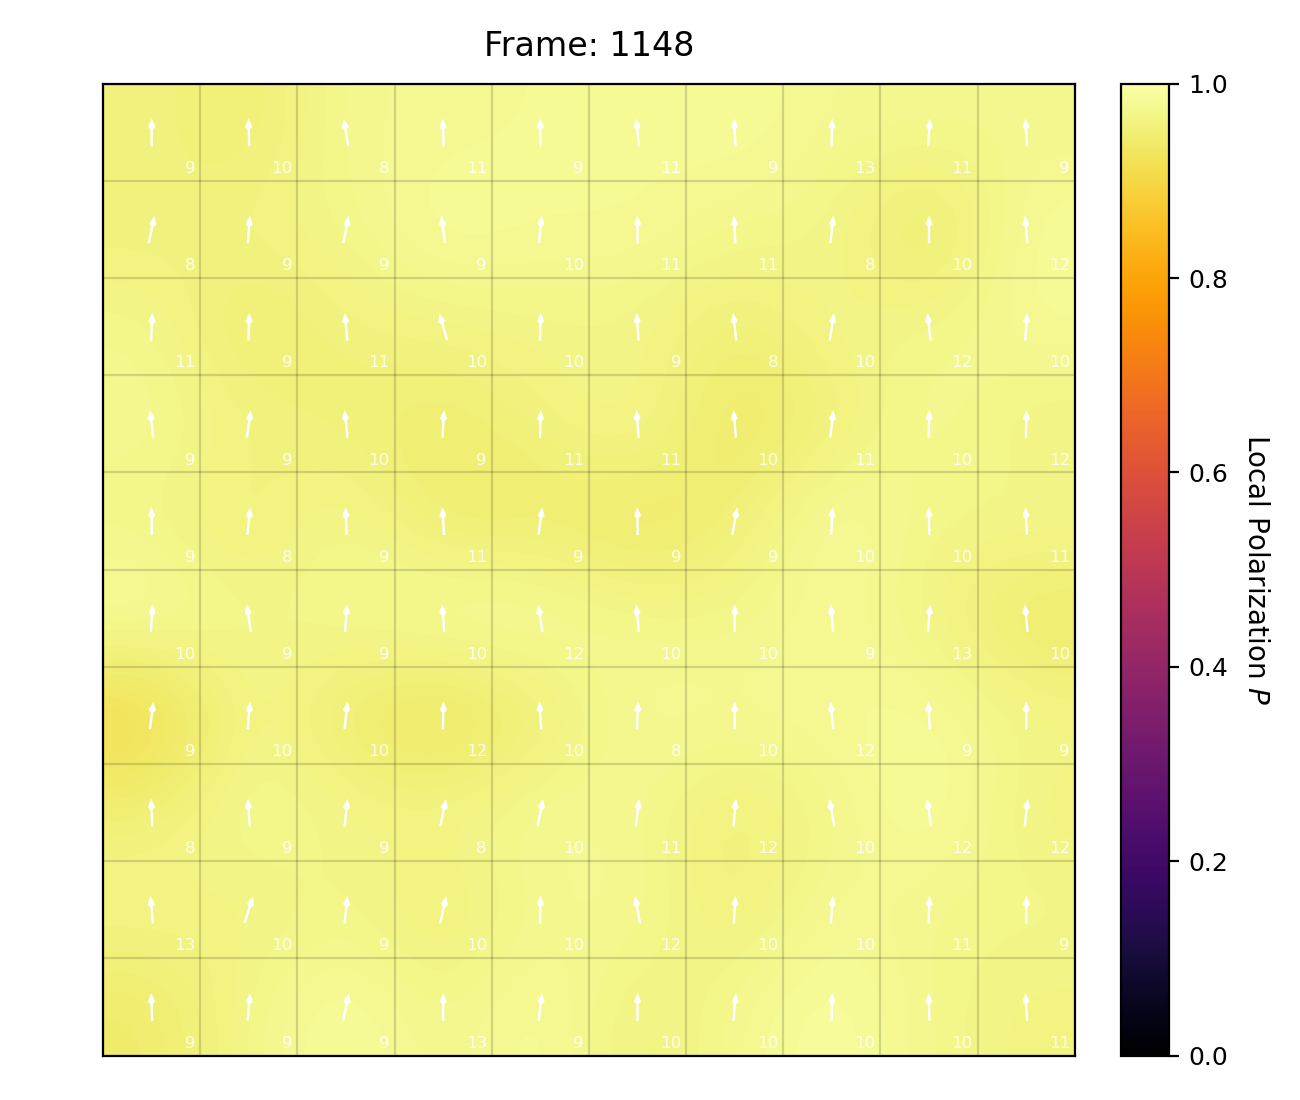 Frame: 1148
9 10 8 11 9 11 9 13 11 9
8 9 9 9 10 11 11 8 10 12
11 9 11 10 10 9 8 10 12 10
9 9 10 9 11 11 10 11 10 12
9 8 9 11 9 9 9 10 10 11
10 9 9 10 12 10 10 9 13 10
9 10 10 12 10 8 10 12 9 9
8 9 9 8 10 11 12 10 12 12
13 10 9 10 10 12 10 10 11 9
9 9 9 13 9 10 10 10 10 11
1.0
0.8
0.6
0.4
0.2
0.0
Local Polarization P